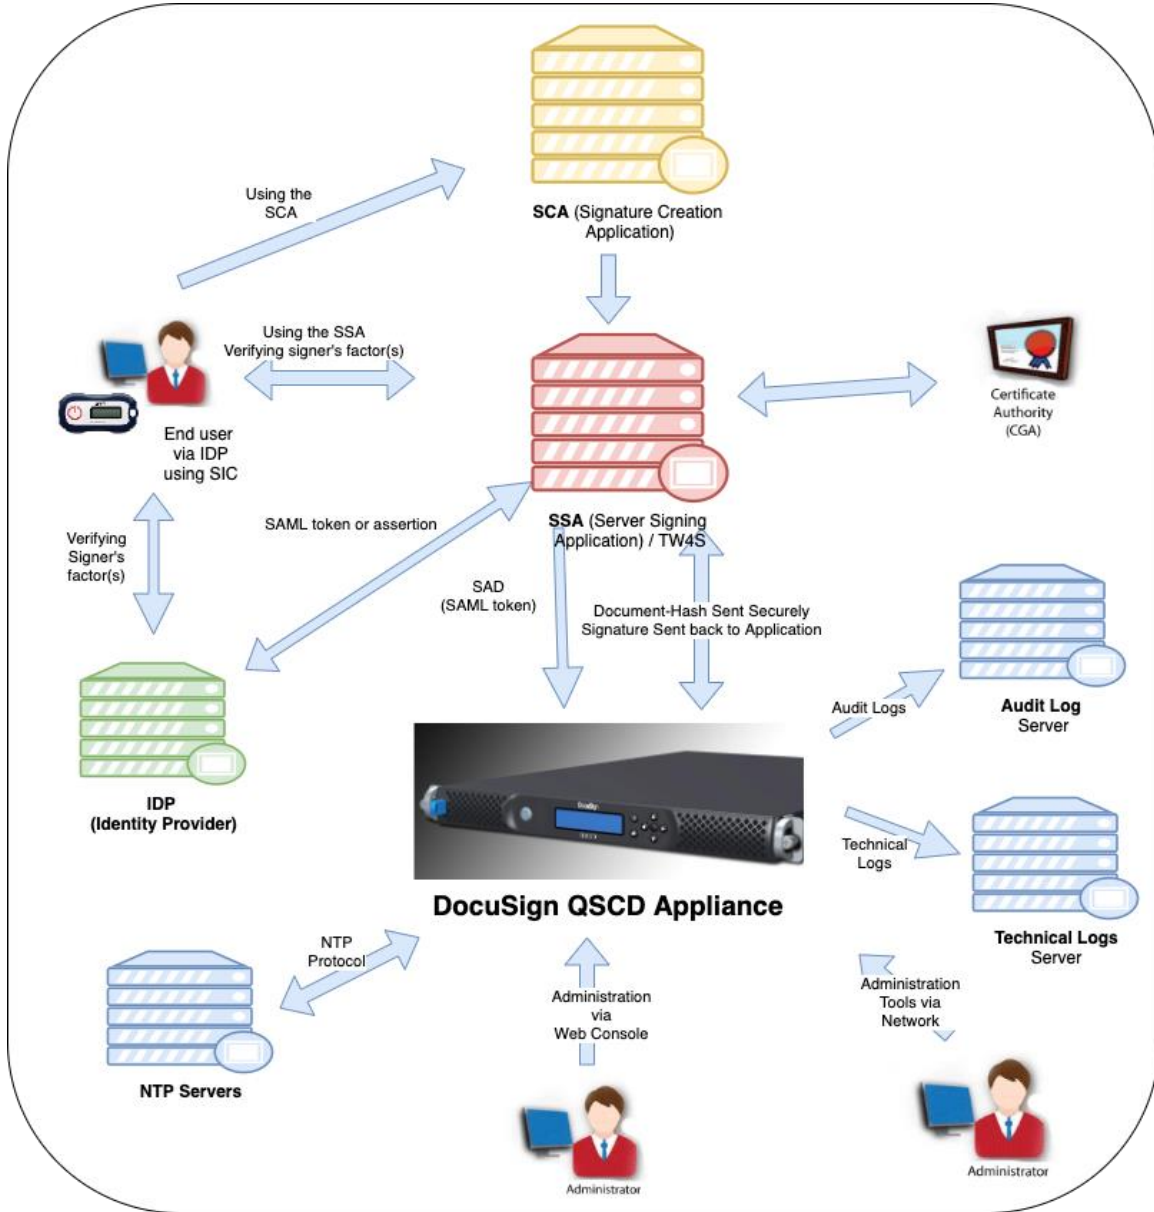 Using the
SCA
SCA (Signature Creation
Application)
Using the SSA
Verifying signer's factor(s)
Certificate
Authority
(CGA)
End user
via IDP
using SIC
SAML token or assertion
SSA (Server Signing
Application) / TW4S
Verifying
Signer's
factor(s)
SAD
(SAML token)
Document-Hash Sent Securely
Signature Sent back to Application
Audit Logs
Audit Log
Server
IDP
(Identity Provider)
Technical
Logs
DocuSign
DocuSign QSCD Appliance
Technical Logs
Server
NTP
Protocol
Administration
via
Web Console
Administration
Tools via
Network
NTP Servers
Administrator
Administrator